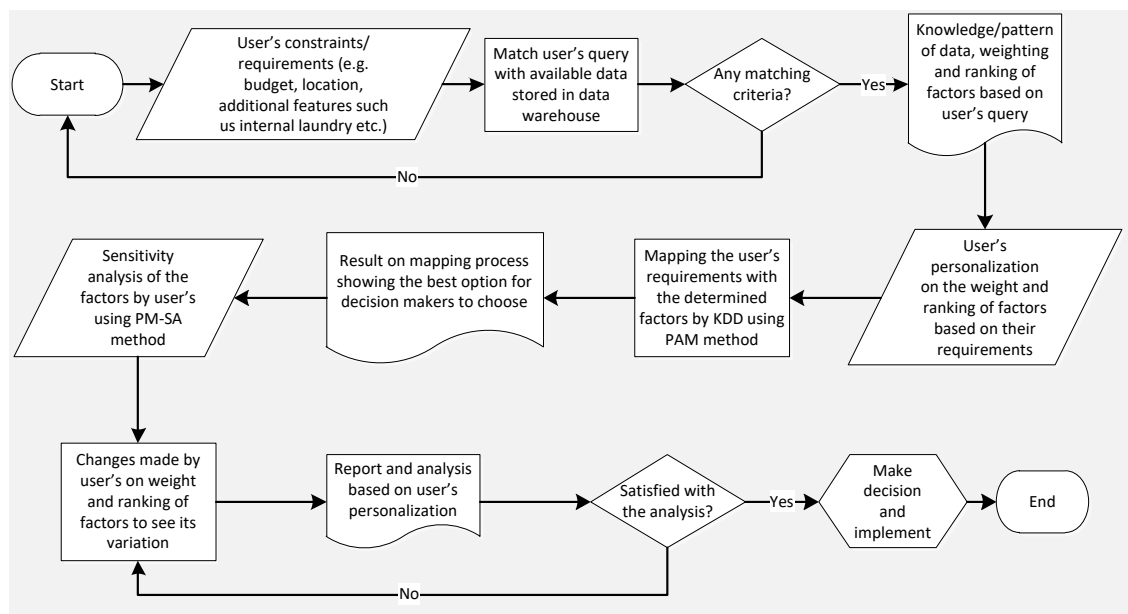 Start
User's constraints/
requirements (e.g.
budget, location,
additional features such
us internal laundry etc.)
Match user's query
with available data
stored in data
warehouse
Any matching
criteria?
Yes
Knowledge/pattern
of data, weighting
and ranking of
factors based on
user's query
No
Sensitivity
analysis of the
factors by user's
using PM-SA
method
Result on mapping process
showing the best option for
decision makers to choose
Mapping the user's
requirements with
the determined
factors by KDD using
PAM method
User's
personalization
on the weight and
ranking of factors
based on their
requirements
Changes made by
user's on weight
and ranking of
factors to see its
variation
Report and analysis
based on user's
personalization
Satisfied with
the analysis?
Yes
Make
decision
and
implement
End
No